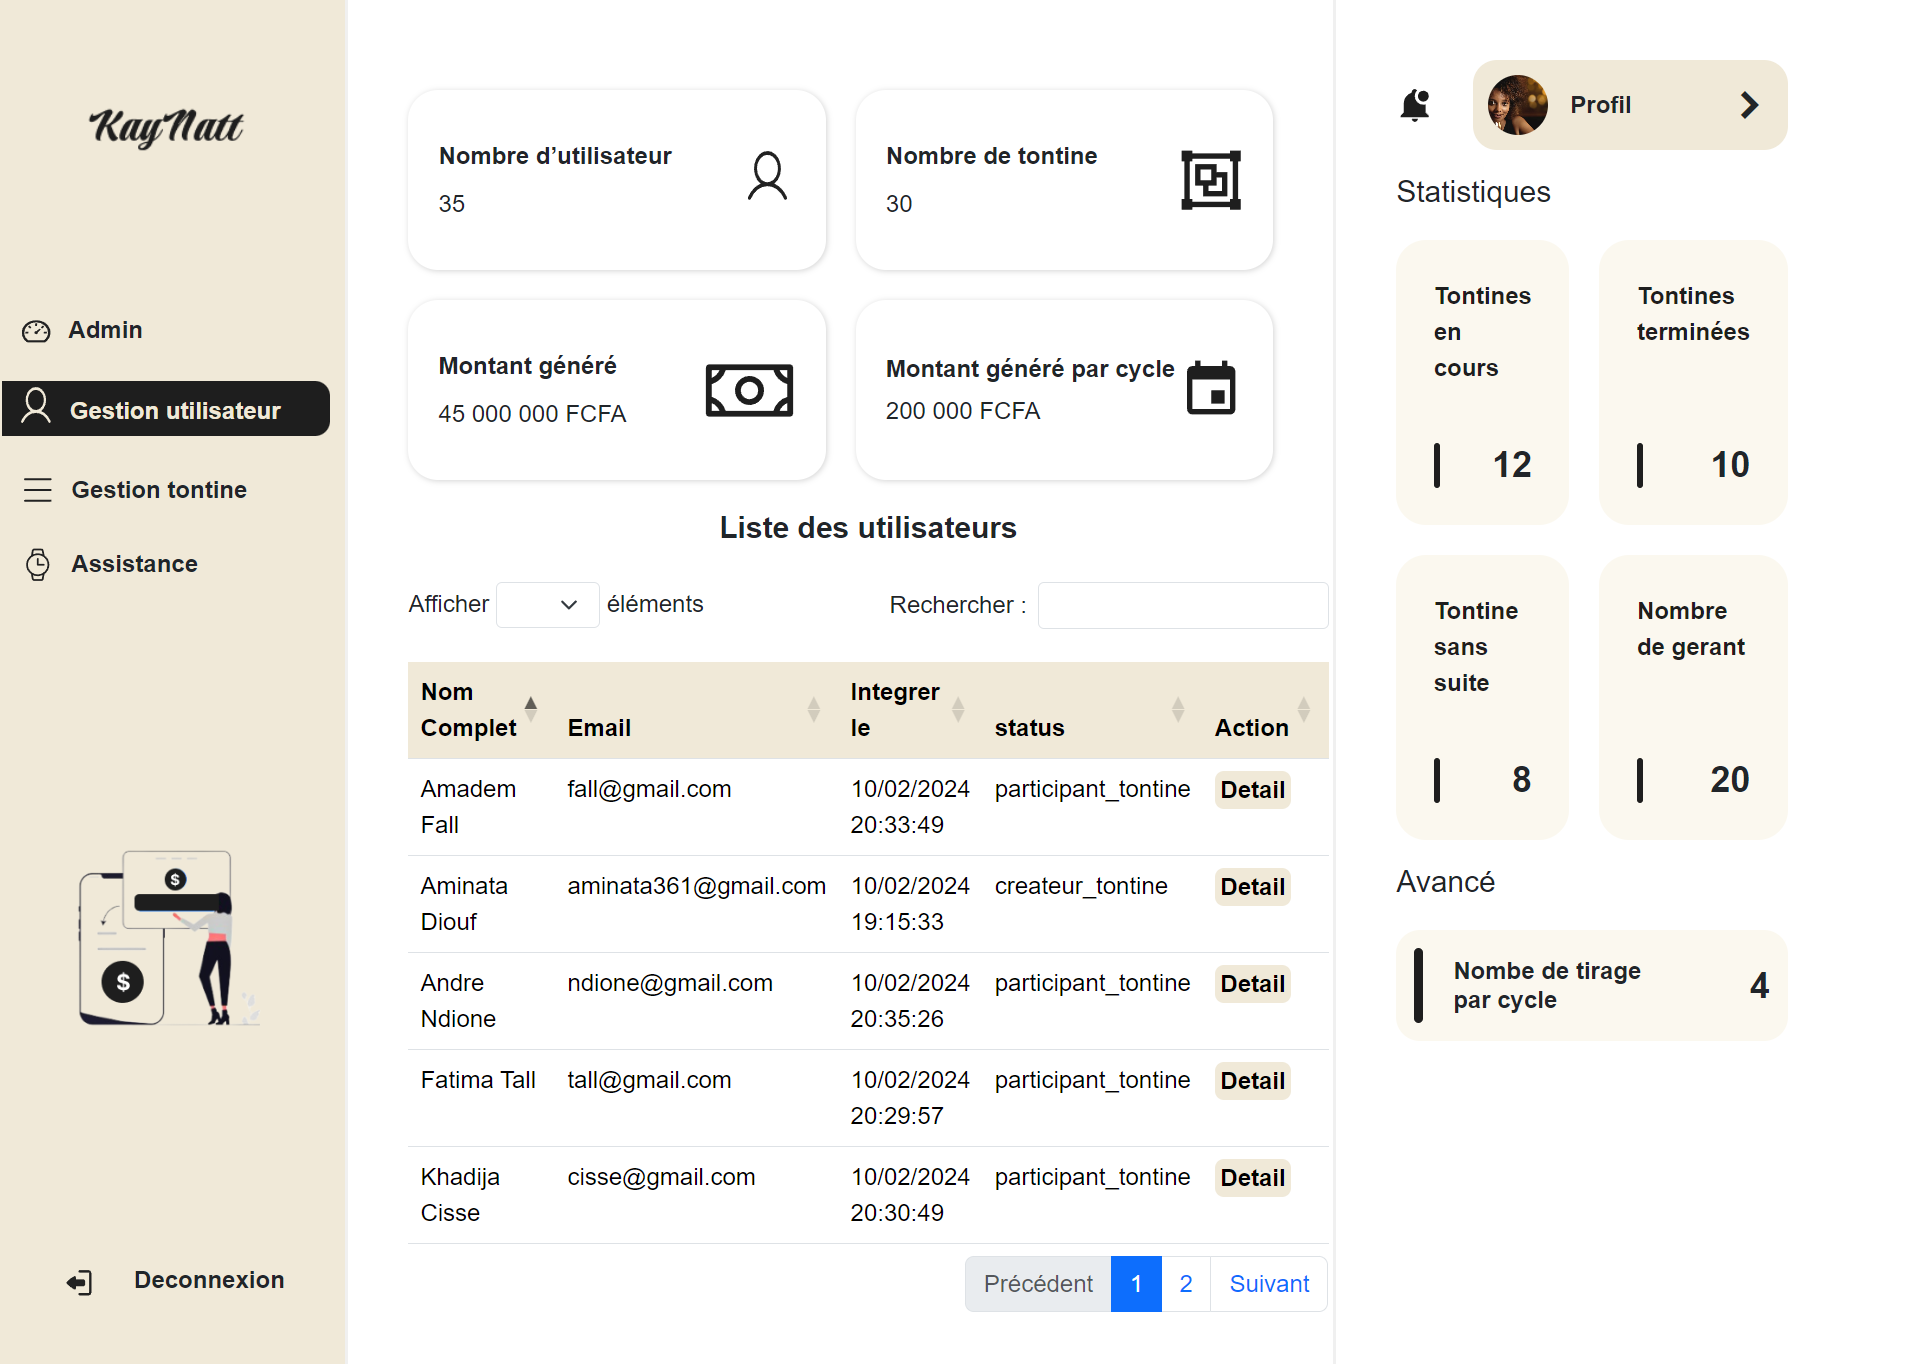 KayNatt
Admin
Gestion utilisateur
Gestion tontine
Assistance
$
$
Deconnexion
Nombre d’utilisateur
35
Nombre de tontine
30
Montant généré
45 000 000 FCFA
Montant généré par cycle
200 000 FCFA
Liste des utilisateurs
Afficher éléments
Rechercher :
Nom
Complet
Email
Integrer
le
status
Action
Amadem
Fall
fall@gmail.com
10/02/2024
20:33:49
participant_tontine
Detail
Aminata
Diouf
aminata361@gmail.com
10/02/2024
19:15:33
createur_tontine
Detail
Andre
Ndione
ndione@gmail.com
10/02/2024
20:35:26
participant_tontine
Detail
Fatima Tall
tall@gmail.com
10/02/2024
20:29:57
participant_tontine
Detail
Khadija
Cisse
cisse@gmail.com
10/02/2024
20:30:49
participant_tontine
Detail
Précédent
1
2
Suivant
Profil
Statistiques
Tontines
en
cours
12
Tontines
terminées
10
Tontine
sans
suite
8
Nombre
de gerant
20
Avancé
Nombe de tirage
par cycle
4